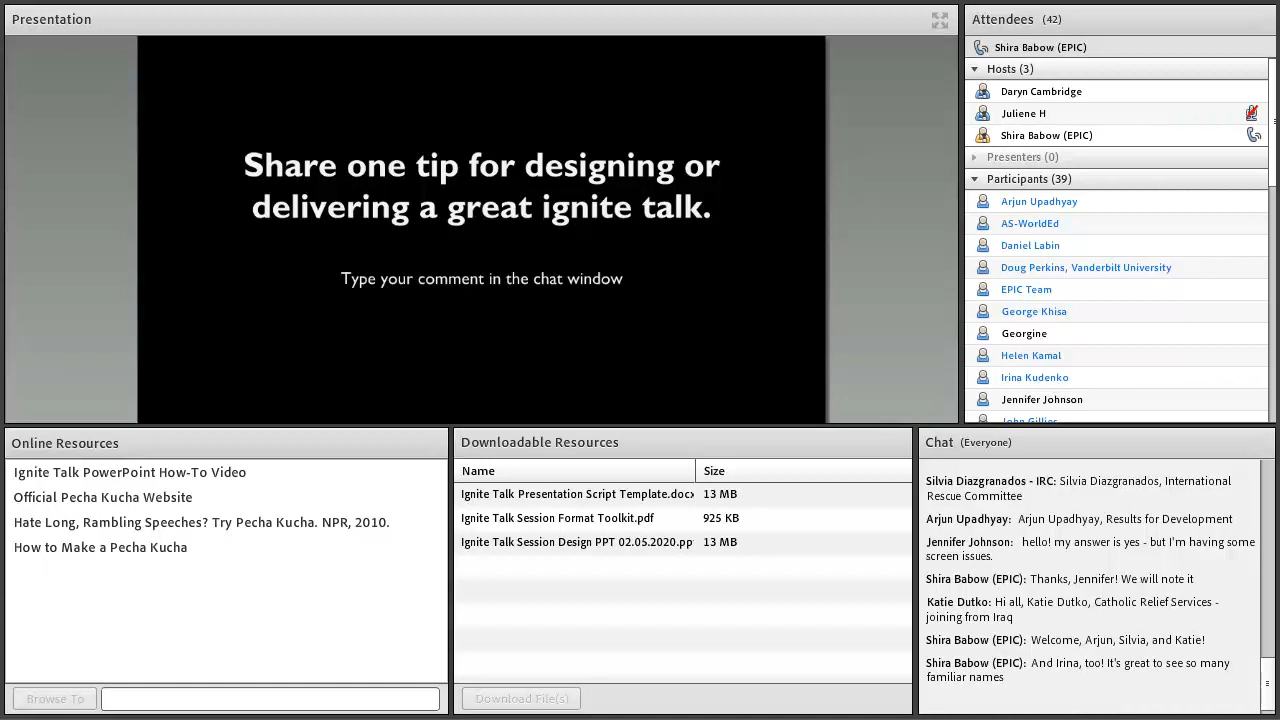 Presentation
Share one tip for designing or
delivering a great ignite talk.
Type your comment in the chat window
Attendees (42)
Shira Babow (EPIC)
Hosts (3)
Daryn Cambridge
Juliene H
Shira Babow (EPIC)
Presenters (0)
Participants (39)
Arjun Upadhyay
AS-WorldEd
Daniel Labin
Doug Perkins, Vanderbilt University
EPIC Team
George Khisa
Georgine
Helen Kamal
Irina Kudenko
Jennifer Johnson
John Gillies
Online Resources
Ignite Talk PowerPoint How-To Video
Official Pecha Kucha Website
Hate Long, Rambling Speeches? Try Pecha Kucha. NPR, 2010.
How to Make a Pecha Kucha
Browse To
Downloadable Resources
Name Size
Ignite Talk Presentation Script Template.docx 13 MB
Ignite Talk Session Format Toolkit.pdf 925 KB
Ignite Talk Session Design PPT 02.05.2020.pp 13 MB
Download File(s)
Chat (Everyone)
Silvia Diazgranados - IRC: Silvia Diazgranados, International
Rescue Committee
Arjun Upadhyay: Arjun Upadhyay, Results for Development
Jennifer Johnson: hello! my answer is yes - but I'm having some
screen issues.
Shira Babow (EPIC): Thanks, Jennifer! We will note it
Katie Dutko: Hi all, Katie Dutko, Catholic Relief Services -
joining from Iraq
Shira Babow (EPIC): Welcome, Arjun, Silvia, and Katie!
Shira Babow (EPIC): And Irina, too! It's great to see so many
familiar names